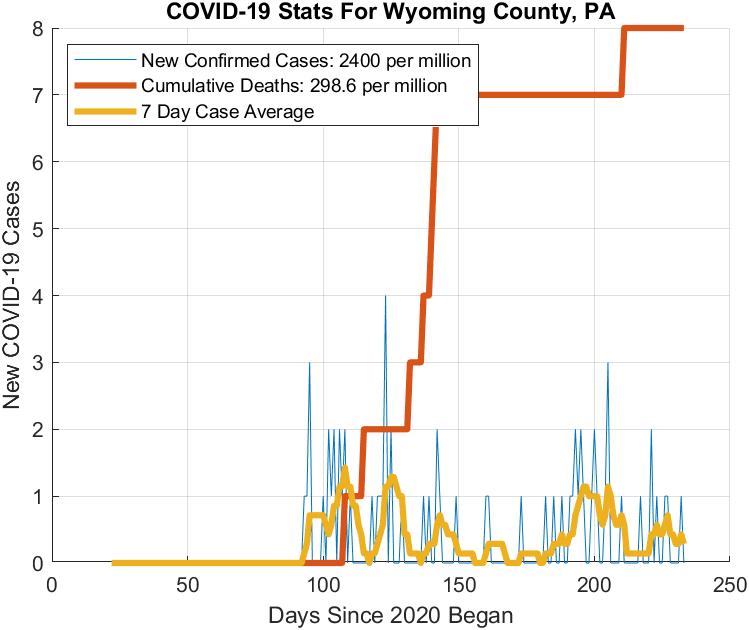 COVID-19 Stats For Wyoming County, PA
New Confirmed Cases: 2400 per million
Cumulative Deaths: 298.6 per million
7 Day Case Average
New COVID-19 Cases
8
7
6
5
4
3
2
1
0
0 50 100 150 200 250
Days Since 2020 Began